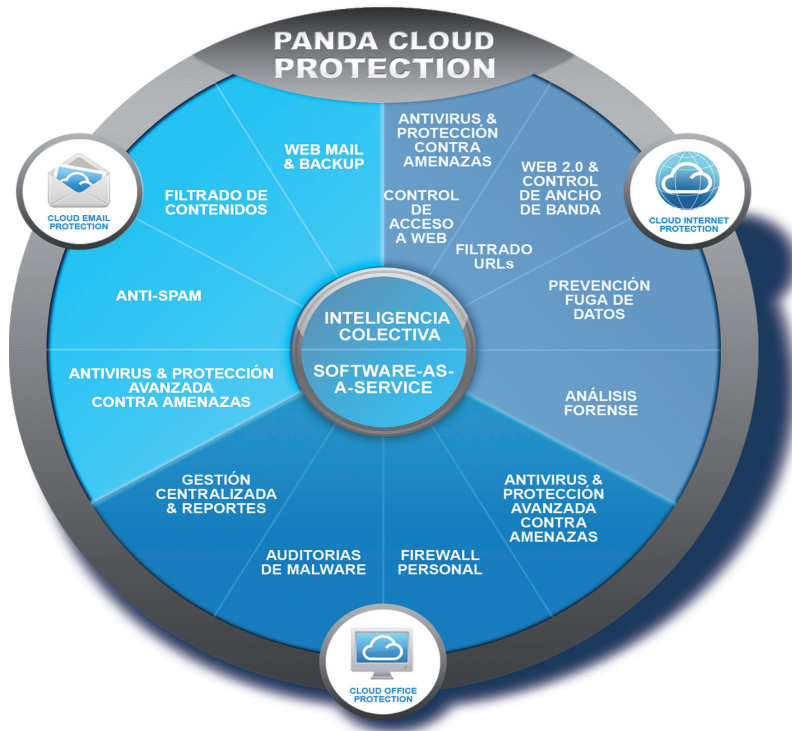 PANDA CLOUD
PROTECTION
WEB MAIL
& BACKUP
FILTRADO DE
CONTENIDOS
ANTI-SPAM
ANTIVIRUS & PROTECCIÓN
AVANZADA
CONTRA AMENAZAS
CLOUD EMAIL
PROTECTION
ANTIVIRUS &
PROTECCIÓN
CONTRA
AMENAZAS
CONTROL
DE
ACCESO
A WEB
WEB 2.0 &
CONTROL
DE ANCHO
DE BANDA
FILTRADO
URLs
PREVENCIÓN
FUGA DE
DATOS
ANÁLISIS
FORENSE
CLOUD INTERNET
PROTECTION
INTELIGENCIA
COLECTIVA
SOFTWARE-AS-
A-SERVICE
GESTIÓN
CENTRALIZADA
& REPORTES
AUDITORIAS
DE MALWARE
FIREWALL
PERSONAL
ANTIVIRUS &
PROTECCIÓN
AVANZADA
CONTRA
AMENAZAS
CLOUD OFFICE
PROTECTION